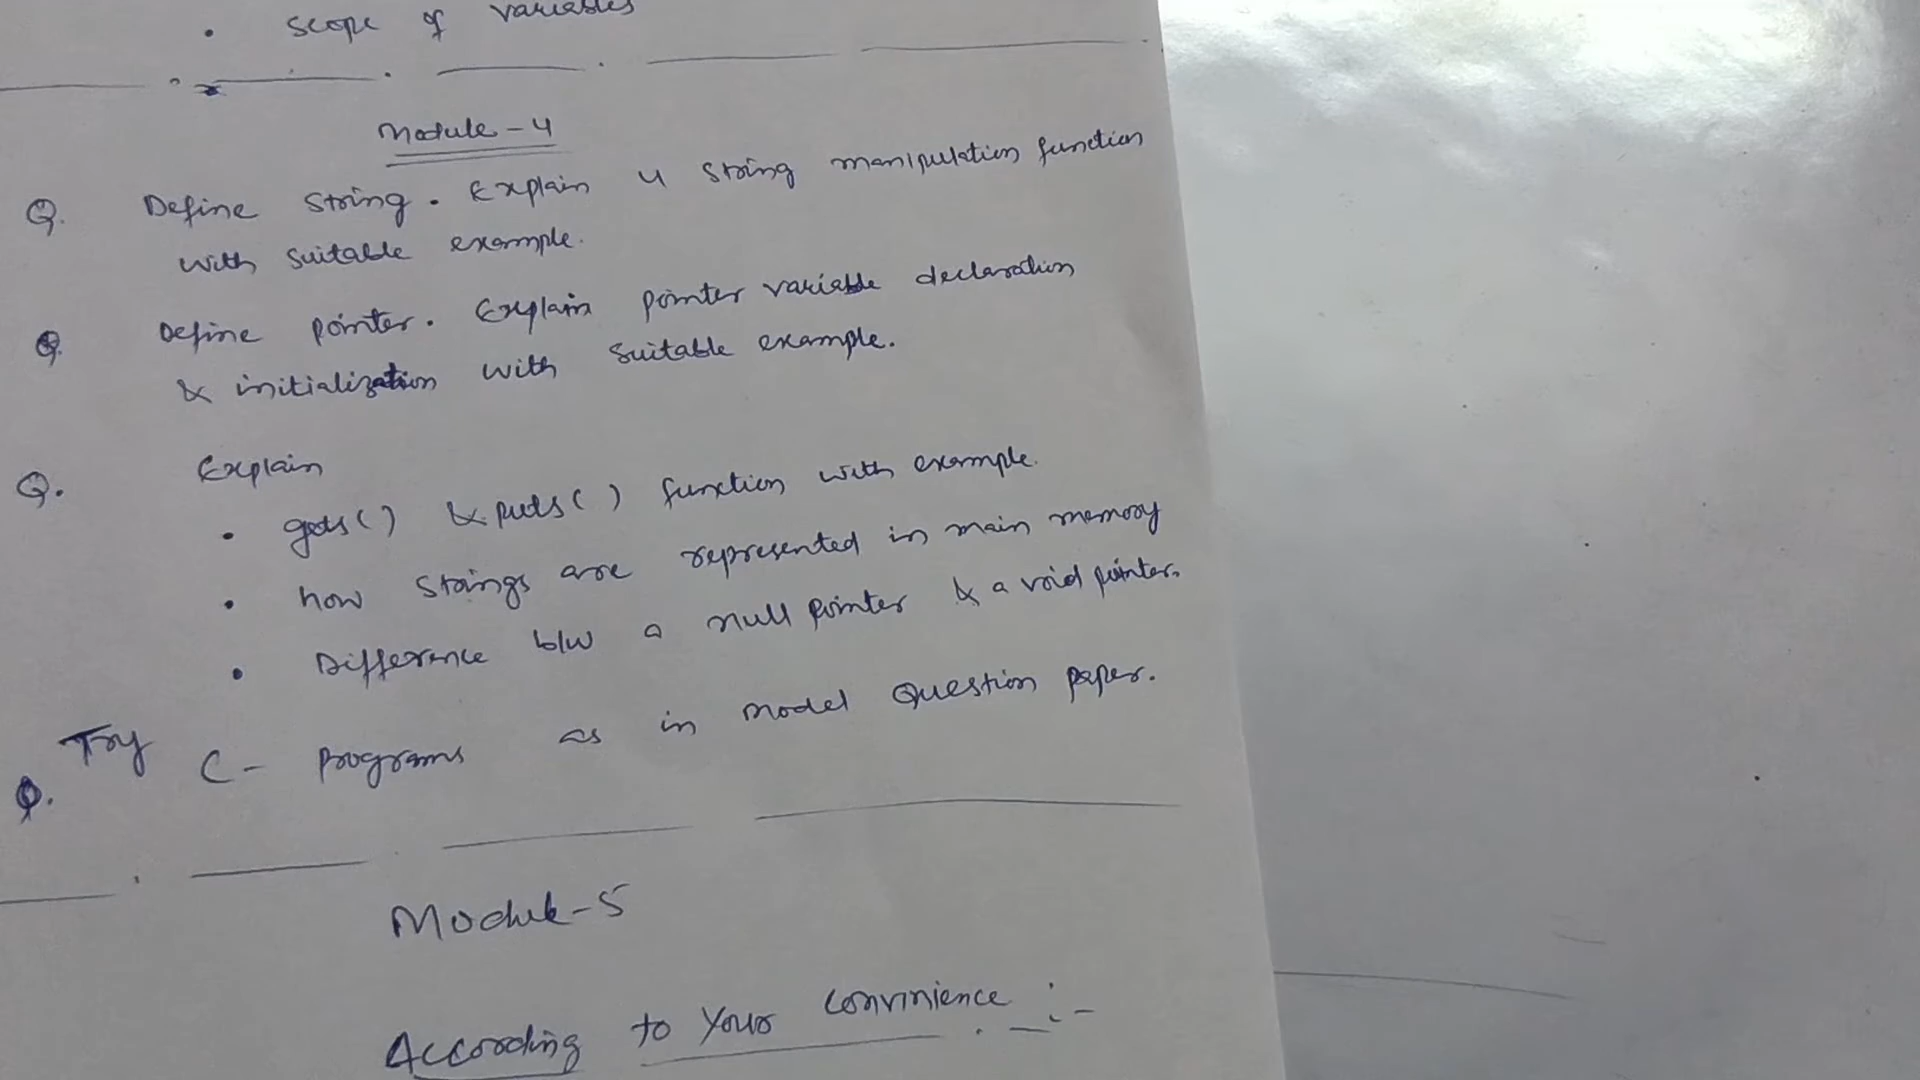 • Scope of variables
Module-4
Q. Define string. Explain 4 string manipulation function
with suitable example.
Q. Define pointer. Explain pointer variable declaration
& initialization with suitable example.
Q. Explain
• gets() & puts() function with example.
• how strings are represented in main memory
• Difference b/w a null pointer & a void pointer.
Try
Q. C- programs as in model Question paper.
Module-5
According to Your convinience :-